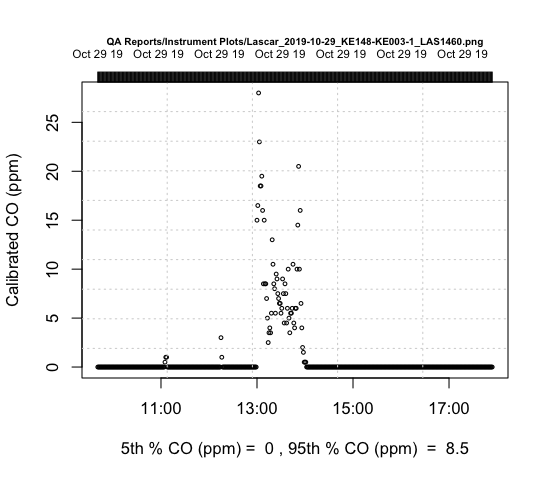 QA Reports/Instrument Plots/Lascar_2019-10-29_KE148-KE003-1_LAS1460.png
Oct 29 19 Oct 29 19 Oct 29 19 Oct 29 19 Oct 29 19 Oct 29 19 Oct 29 19
Calibrated CO (ppm)
25
20
15
10
5
0
11:00 13:00 15:00 17:00
5th % CO (ppm) = 0 , 95th % CO (ppm) = 8.5